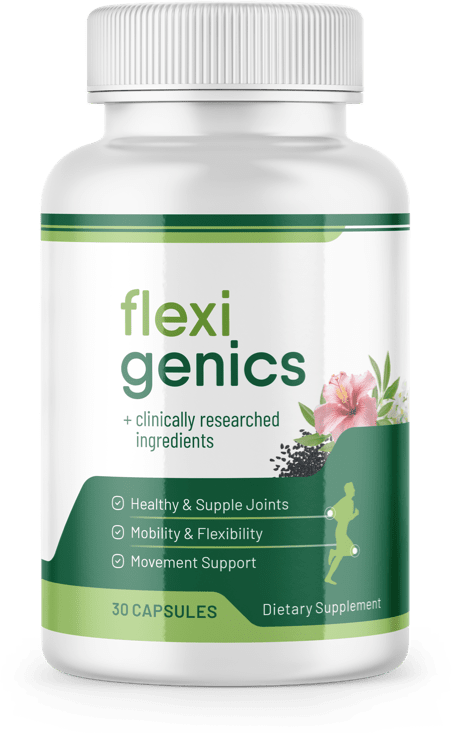 flexi
genics
+ clinically researched
ingredients
Healthy & Supple Joints
Mobility & Flexibility
Movement Support
30 CAPSULES
Dietary Supplement